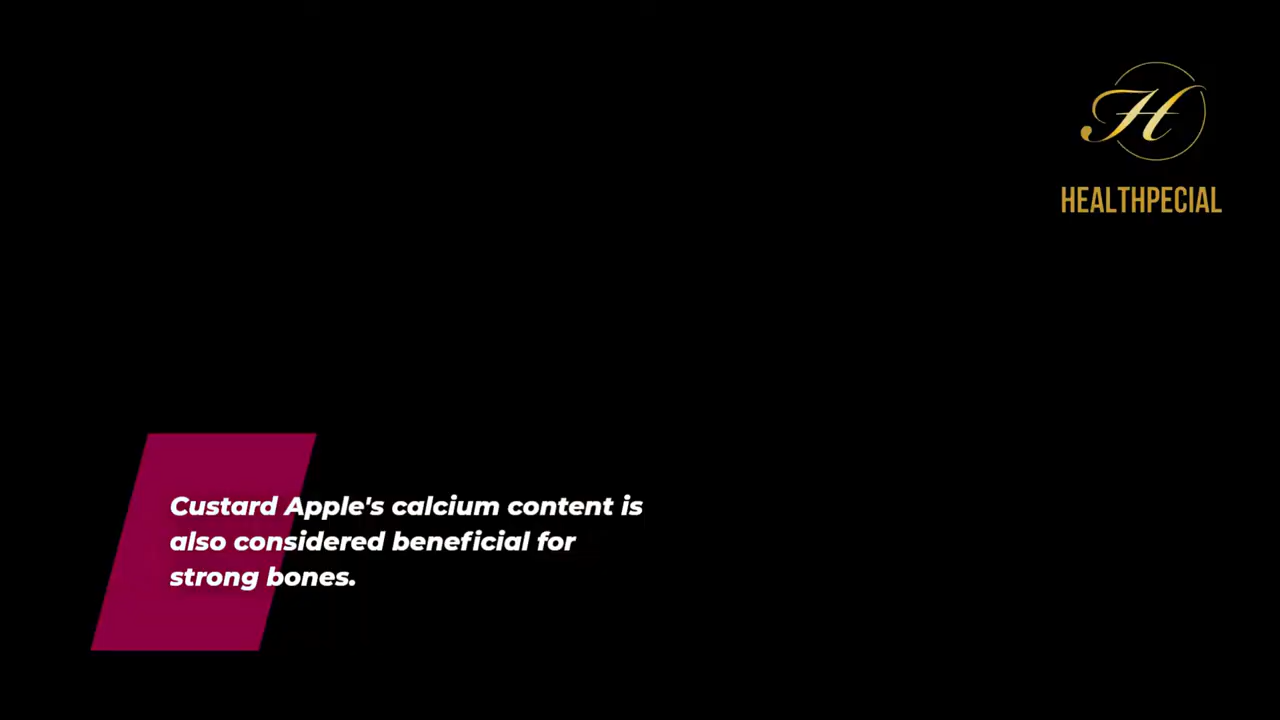 H
HEALTHPECIAL
Custard Apple's calcium content is
also considered beneficial for
strong bones.